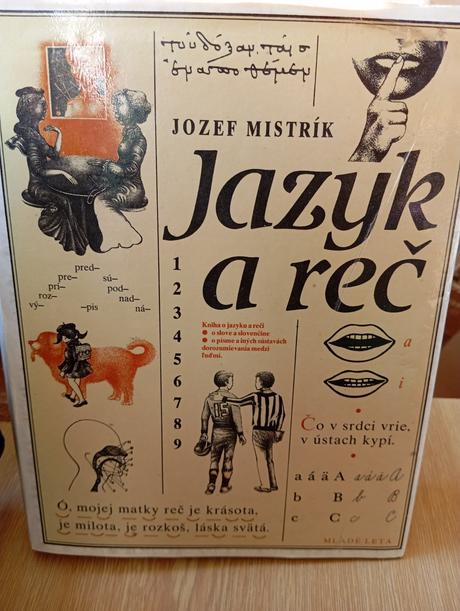 JOZEF MISTRÍK
Jazyk
a reč
pred–
pre– sú–
pri– pod–
roz– nad–
vý– –pis ná–
1
2
3
4
5
6
7
8
9
Kniha o jazyku a reči
● o slove a slovenčine
● o písme a iných sústavách
dorozumievania medzi
ľuďmi.
05
a
i
Čo v srdci vrie,
v ústach kypí.
a á ä A a á ä A
b B b B
c C c C
Ó, mojej matky reč je krásota,
je milota, je rozkoš, láska svätá.
MLADÉ LETÁ